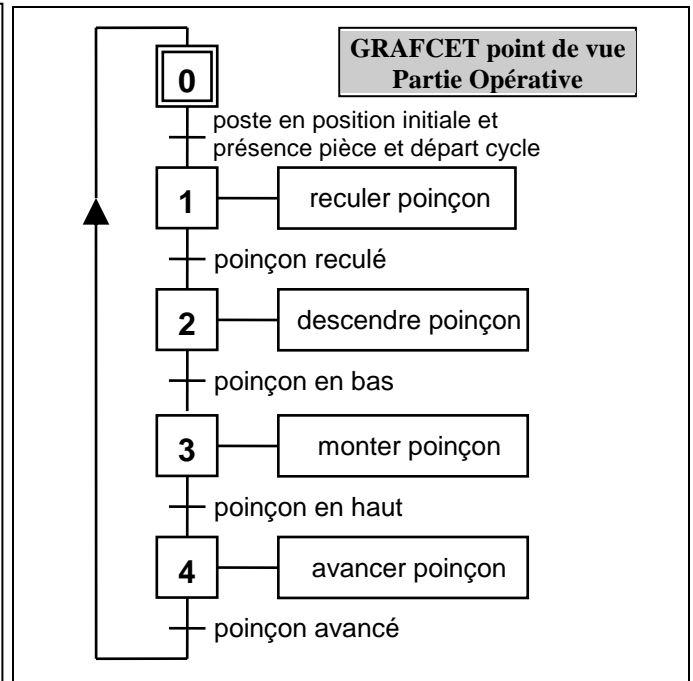 GRAFCET point de vue
Partie Opérative
0
poste en position initiale et
présence pièce et départ cycle
1
reculer poinçon
poinçon reculé
2
descendre poinçon
poinçon en bas
3
monter poinçon
poinçon en haut
4
avancer poinçon
poinçon avancé